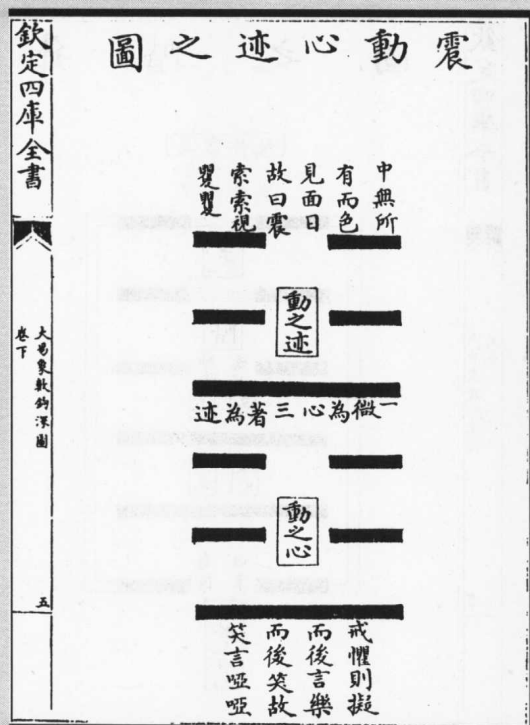 震動心迹之圖
中無所
有而色
見面目
故曰震
索索視
矍矍
動之迹
一微為心三著為迹
動之心
戒懼則擬
而後言樂
而後笑故
笑言啞啞
欽定四庫全書
大易象數鈎深圖
卷下
五